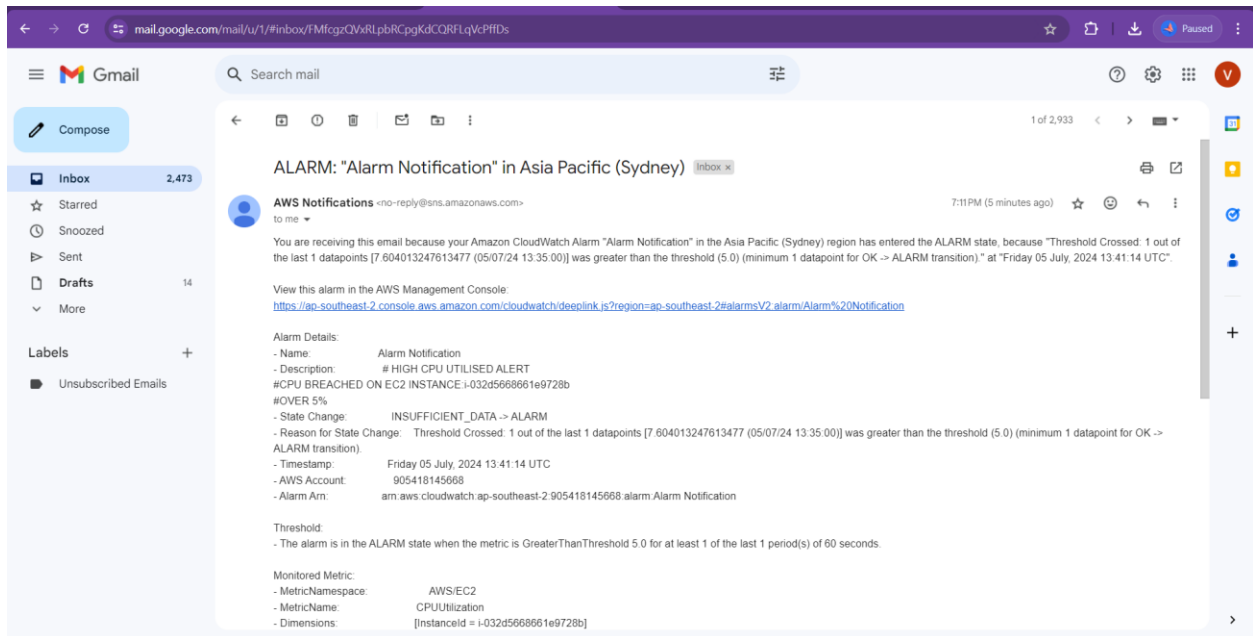 mail.google.com/mail/u/1/#inbox/FMfcgzQVxRLpbRCpgKdCQRFLqVcPffDs
Paused
Gmail
Search mail
V
Compose
1 of 2,933
31
Inbox 2,473
Starred
Snoozed
Sent
Drafts 14
More
Labels
Unsubscribed Emails
ALARM: "Alarm Notification" in Asia Pacific (Sydney) Inbox x
AWS Notifications <no-reply@sns.amazonaws.com> 7:11 PM (5 minutes ago)
to me
You are receiving this email because your Amazon CloudWatch Alarm "Alarm Notification" in the Asia Pacific (Sydney) region has entered the ALARM state, because "Threshold Crossed: 1 out of
the last 1 datapoints [7.604013247613477 (05/07/24 13:35:00)] was greater than the threshold (5.0) (minimum 1 datapoint for OK -> ALARM transition)." at "Friday 05 July, 2024 13:41:14 UTC".
View this alarm in the AWS Management Console:
https://ap-southeast-2.console.aws.amazon.com/cloudwatch/deeplink.js?region=ap-southeast-2#alarmsV2:alarm/Alarm%20Notification
Alarm Details:
- Name: Alarm Notification
- Description: # HIGH CPU UTILISED ALERT
#CPU BREACHED ON EC2 INSTANCE:i-032d5668661e9728b
#OVER 5%
- State Change: INSUFFICIENT_DATA -> ALARM
- Reason for State Change: Threshold Crossed: 1 out of the last 1 datapoints [7.604013247613477 (05/07/24 13:35:00)] was greater than the threshold (5.0) (minimum 1 datapoint for OK ->
ALARM transition).
- Timestamp: Friday 05 July, 2024 13:41:14 UTC
- AWS Account: 905418145668
- Alarm Arn: arn:aws:cloudwatch:ap-southeast-2:905418145668:alarm:Alarm Notification
Threshold:
- The alarm is in the ALARM state when the metric is GreaterThanThreshold 5.0 for at least 1 of the last 1 period(s) of 60 seconds.
Monitored Metric:
- MetricNamespace: AWS/EC2
- MetricName: CPUUtilization
- Dimensions: [InstanceId = i-032d5668661e9728b]